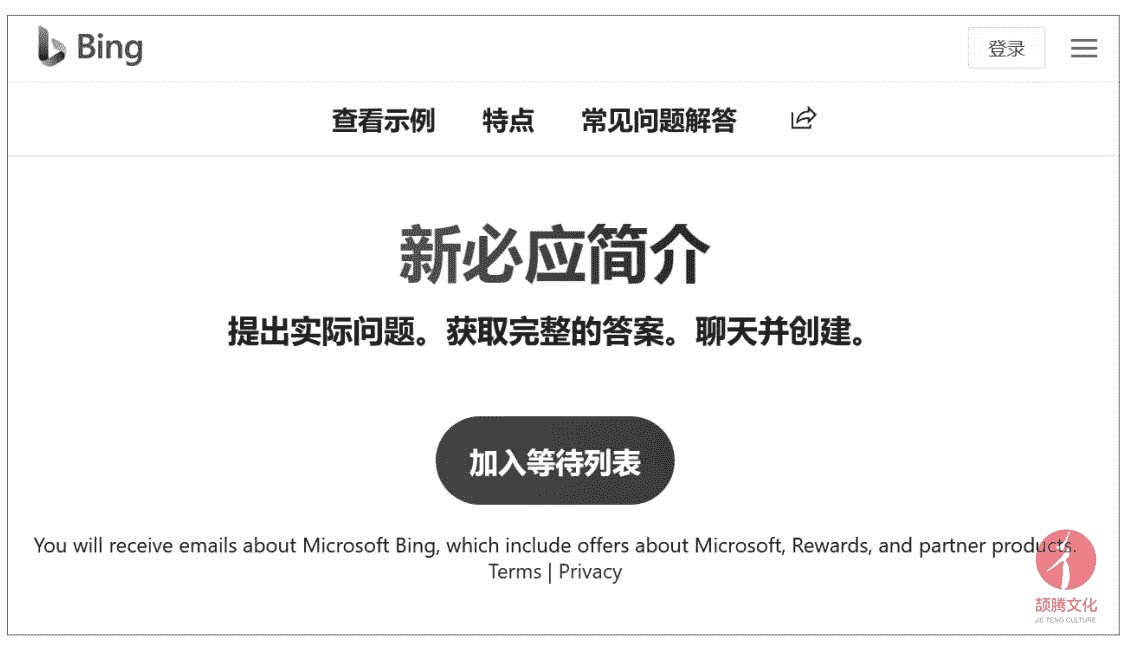 Bing
登录
查看示例 特点 常见问题解答
新必应简介
提出实际问题。获取完整的答案。聊天并创建。
加入等待列表
You will receive emails about Microsoft Bing, which include offers about Microsoft, Rewards, and partner products.
Terms | Privacy
颉腾文化
JIE TENG CULTURE